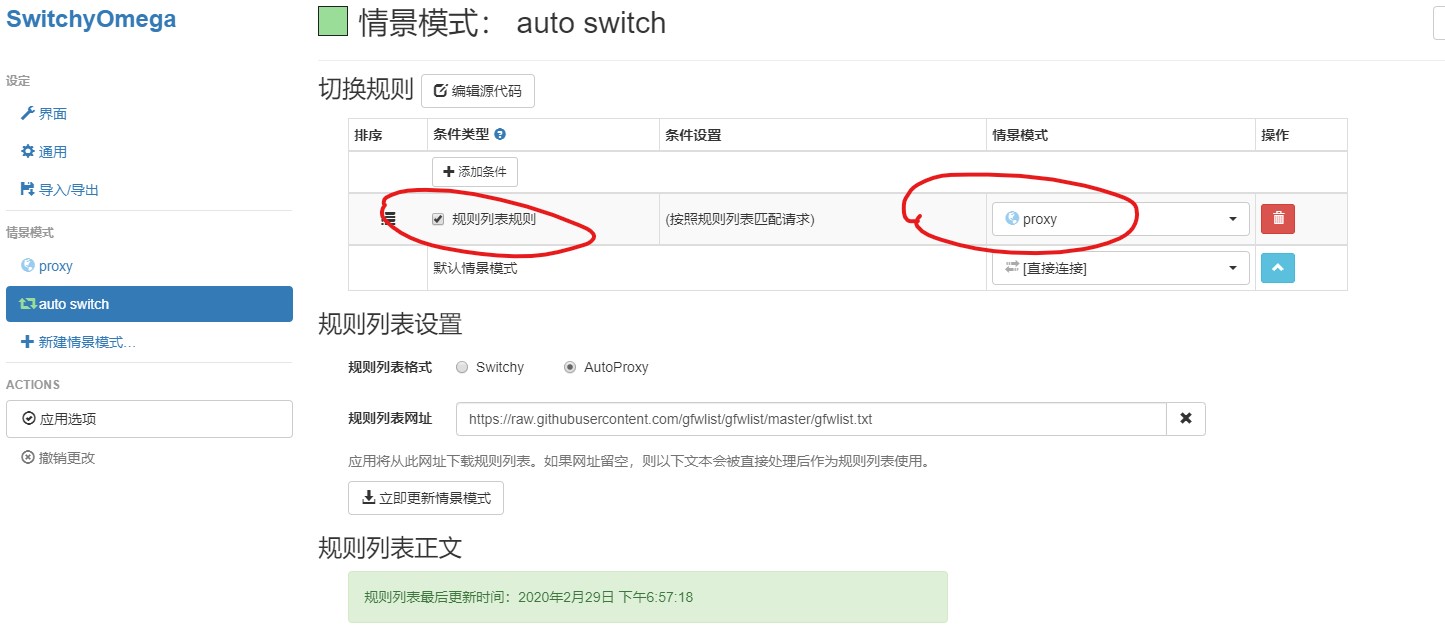 SwitchyOmega
设定
界面
通用
导入/导出
情景模式
proxy
auto switch
新建情景模式…
ACTIONS
应用选项
撤销更改
情景模式： auto switch
切换规则 编辑源代码
排序 条件类型 条件设置 情景模式 操作
添加条件
规则列表规则 (按照规则列表匹配请求) proxy
默认情景模式 [直接连接]
规则列表设置
规则列表格式 Switchy AutoProxy
规则列表网址 https://raw.githubusercontent.com/gfwlist/gfwlist/master/gfwlist.txt
应用将从此网址下载规则列表。如果网址留空，则以下文本会被直接处理后作为规则列表使用。
立即更新情景模式
规则列表正文
规则列表最后更新时间：2020年2月29日 下午6:57:18